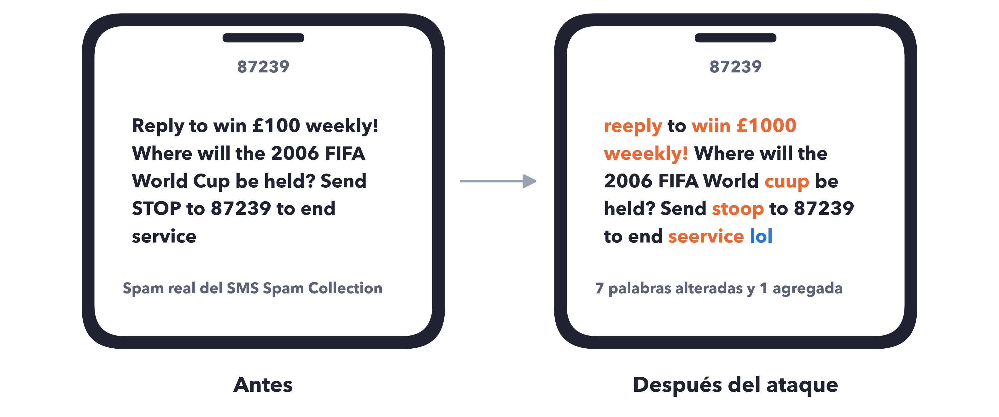 87239
Reply to win £100 weekly!
Where will the 2006 FIFA
World Cup be held? Send
STOP to 87239 to end
service
Spam real del SMS Spam Collection
Antes
87239
reeply to wiin £1000
weeekly! Where will the
2006 FIFA World cuup be
held? Send stoop to 87239
to end seervice lol
7 palabras alteradas y 1 agregada
Después del ataque